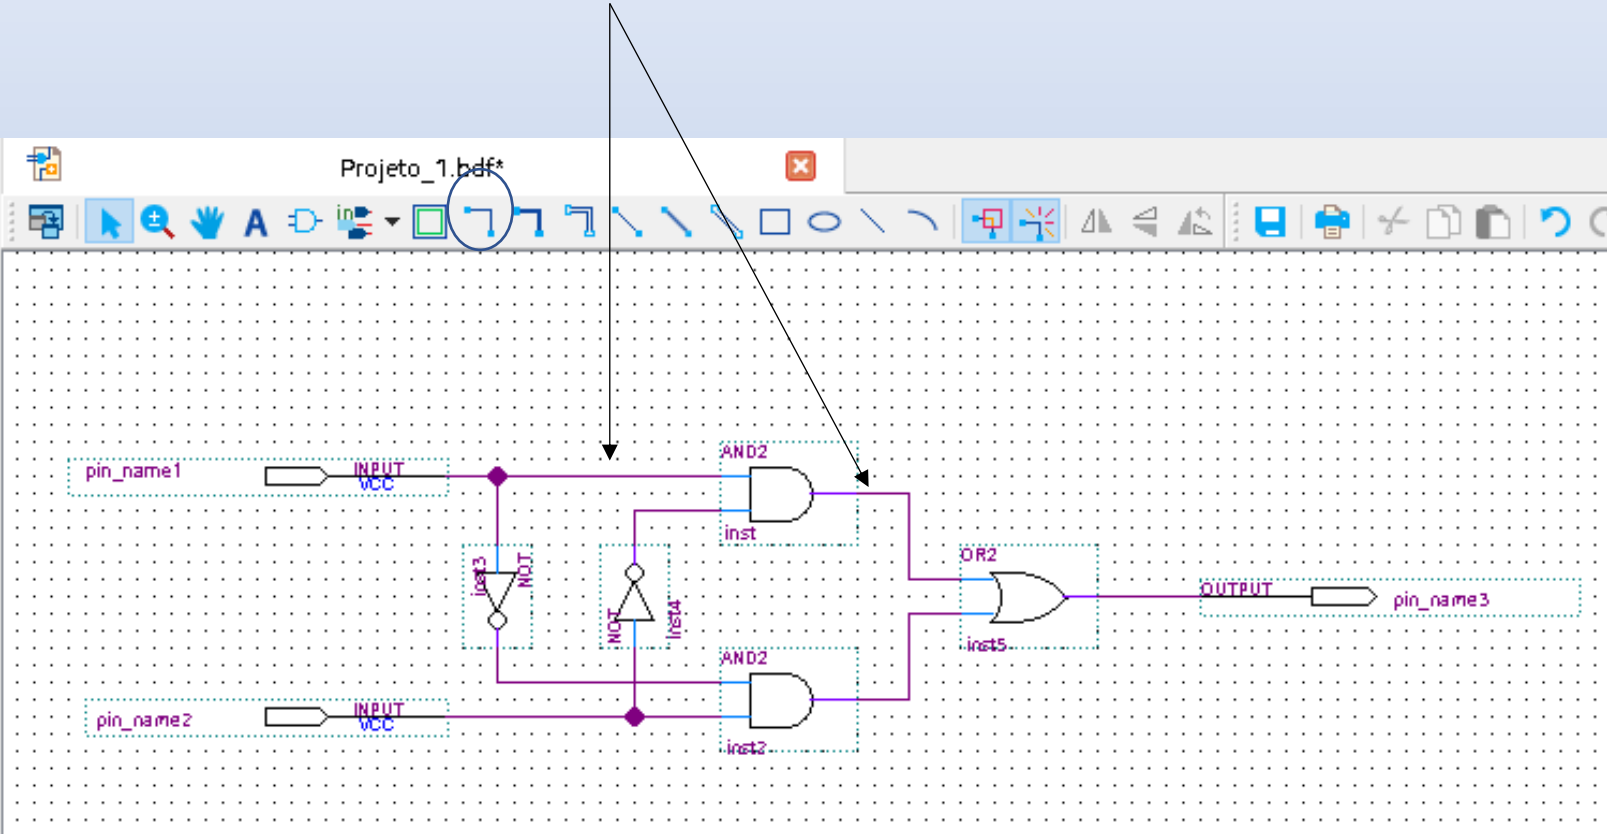 Projeto_1.bdf*
A
in
AND2
pin_name1
INPUT
VCC
inst
inst3
NOT
OR2
OUTPUT
pin_name3
NOT
inst4
inst5
AND2
pin_name2
INPUT
VCC
inst2